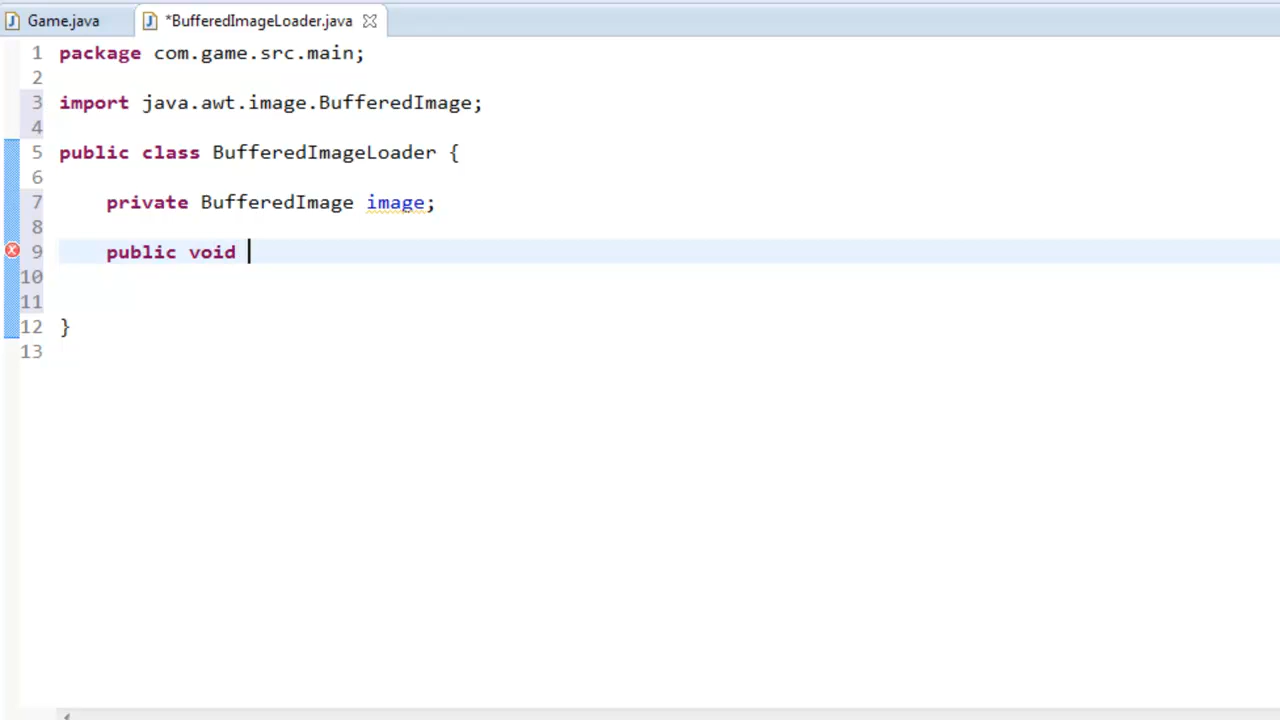 Game.java
*BufferedImageLoader.java
1 package com.game.src.main;
2
3 import java.awt.image.BufferedImage;
4
5 public class BufferedImageLoader {
6
7 private BufferedImage image;
8
9 public void
10
11
12 }
13